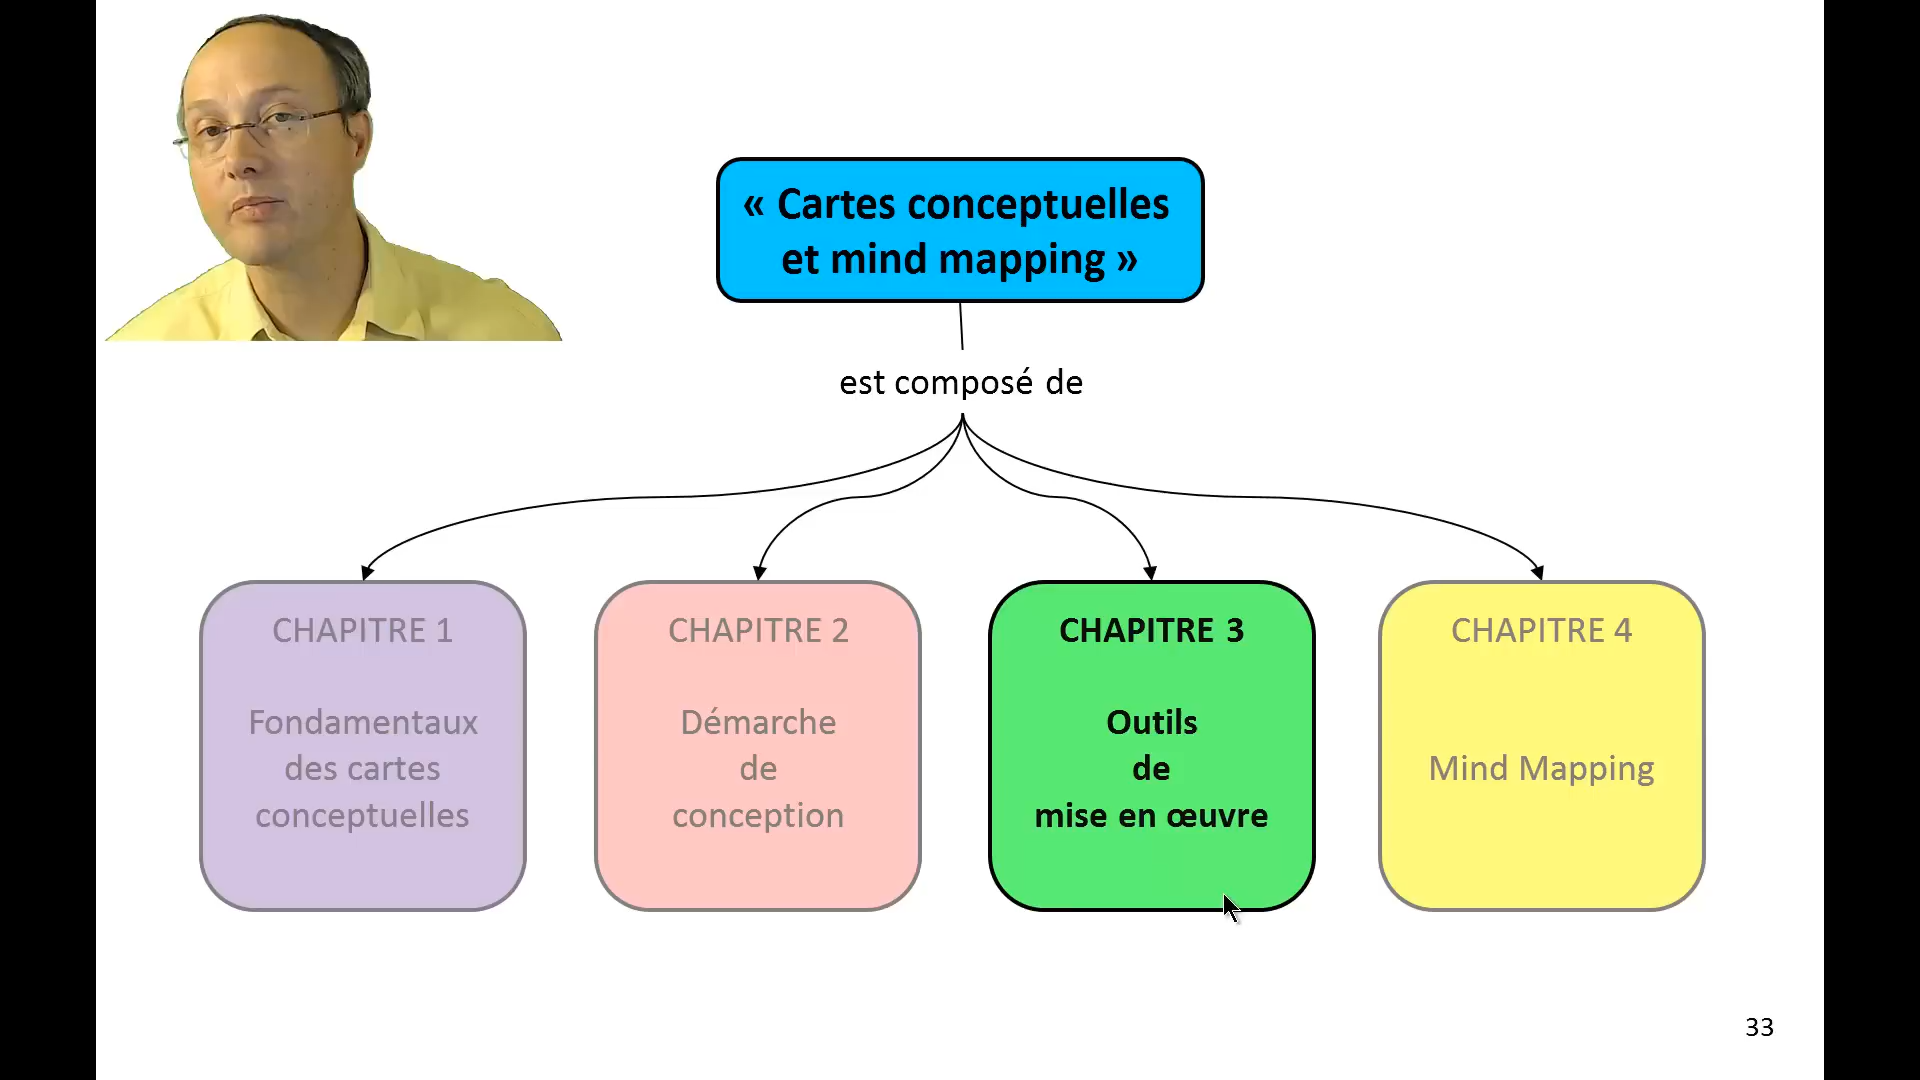 « Cartes conceptuelles
et mind mapping »
est composé de
CHAPITRE 1
Fondamentaux
des cartes
conceptuelles
CHAPITRE 2
Démarche
de
conception
CHAPITRE 3
Outils
de
mise en œuvre
CHAPITRE 4
Mind Mapping
33